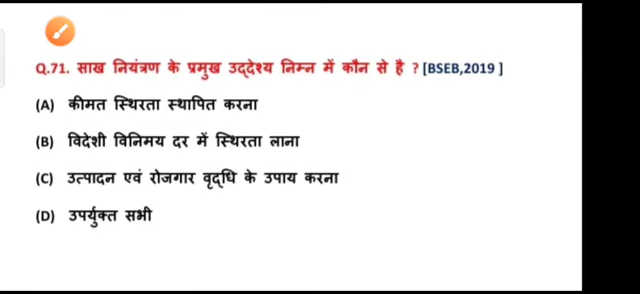 Q.71. साख नियंत्रण के प्रमुख उद्देश्य निम्न में कौन से है ? [BSEB,2019 ]
(A) कीमत स्थिरता स्थापित करना
(B) विदेशी विनिमय दर में स्थिरता लाना
(C) उत्पादन एवं रोजगार वृद्धि के उपाय करना
(D) उपर्युक्त सभी